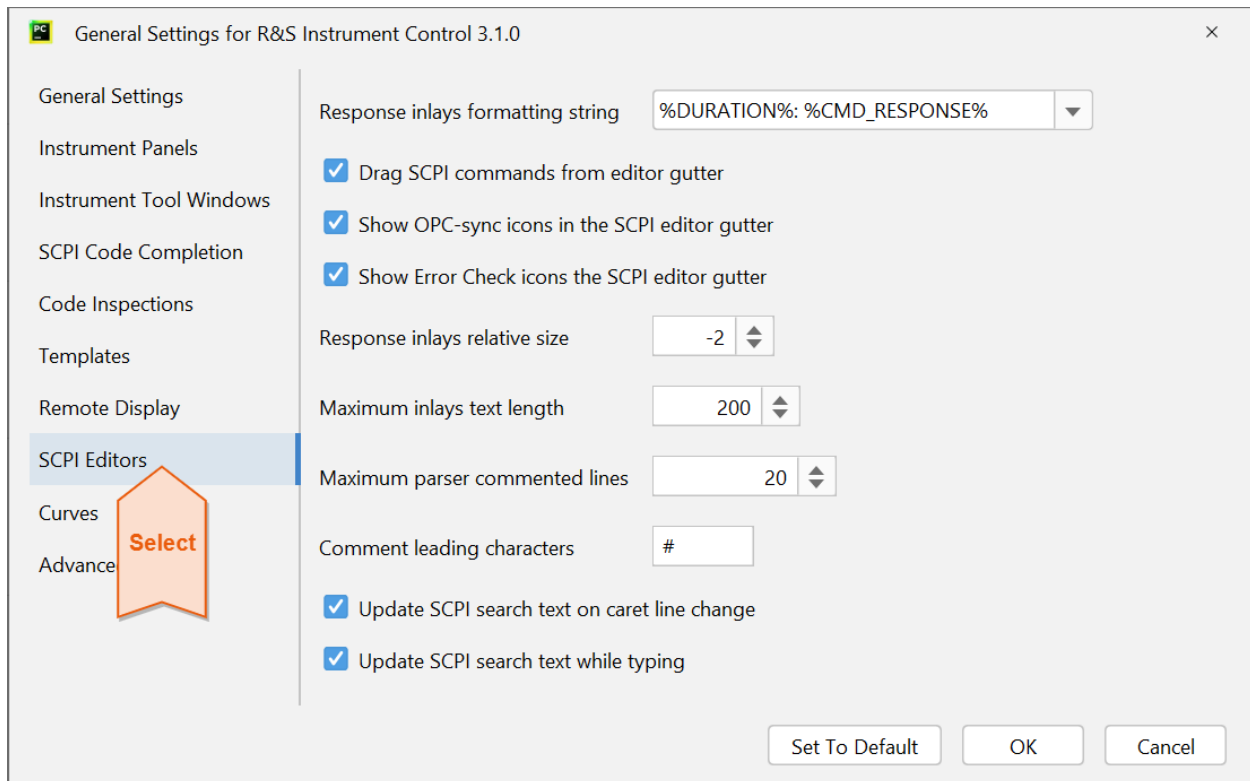 PC
General Settings for R&S Instrument Control 3.1.0
General Settings
Instrument Panels
Instrument Tool Windows
SCPI Code Completion
Code Inspections
Templates
Remote Display
SCPI Editors
Curves
Advance
Select
Response inlays formatting string %DURATION%: %CMD_RESPONSE%
Drag SCPI commands from editor gutter
Show OPC-sync icons in the SCPI editor gutter
Show Error Check icons the SCPI editor gutter
Response inlays relative size -2
Maximum inlays text length 200
Maximum parser commented lines 20
Comment leading characters #
Update SCPI search text on caret line change
Update SCPI search text while typing
Set To Default OK Cancel